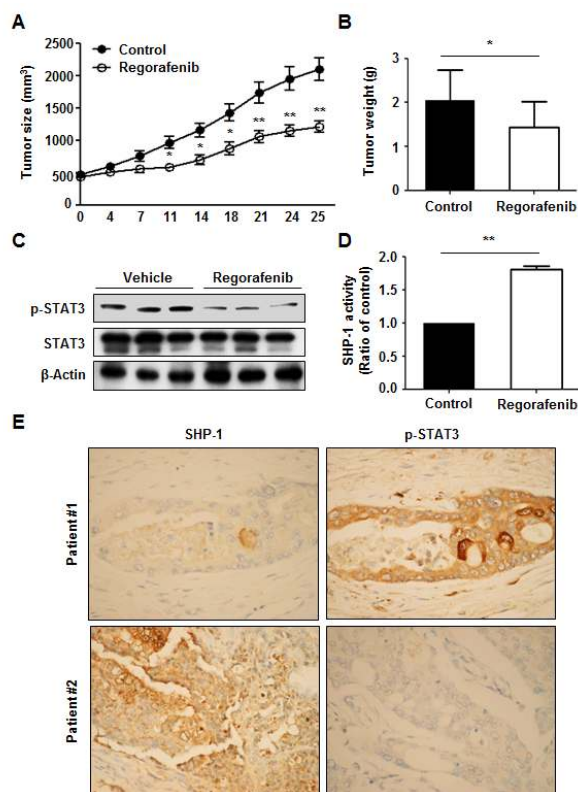 A
Control
Regorafenib
Tumor size (mm³)
2500
2000
1500
1000
500
0
0 4 7 11 14 18 21 24 25
* * * ** ** **
B
*
Tumor weight (g)
3
2
1
0
Control Regorafenib
C
Vehicle Regorafenib
p-STAT3
STAT3
β-Actin
D
**
SHP-1 activity
(Ratio of control)
2.0
1.5
1.0
0.5
0.0
Control Regorafenib
E
SHP-1 p-STAT3
Patient #1
Patient #2